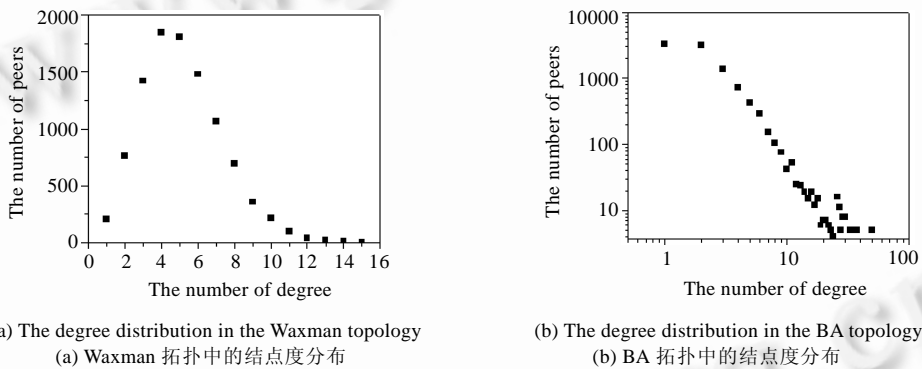 2000
1500
1000
500
0
0 2 4 6 8 10 12 14 16
The number of peers
The number of degree
a) The degree distribution in the Waxman topology
(a) Waxman 拓扑中的结点度分布
10000
1000
100
10
1 10 100
The number of peers
The number of degree
(b) The degree distribution in the BA topology
(b) BA 拓扑中的结点度分布